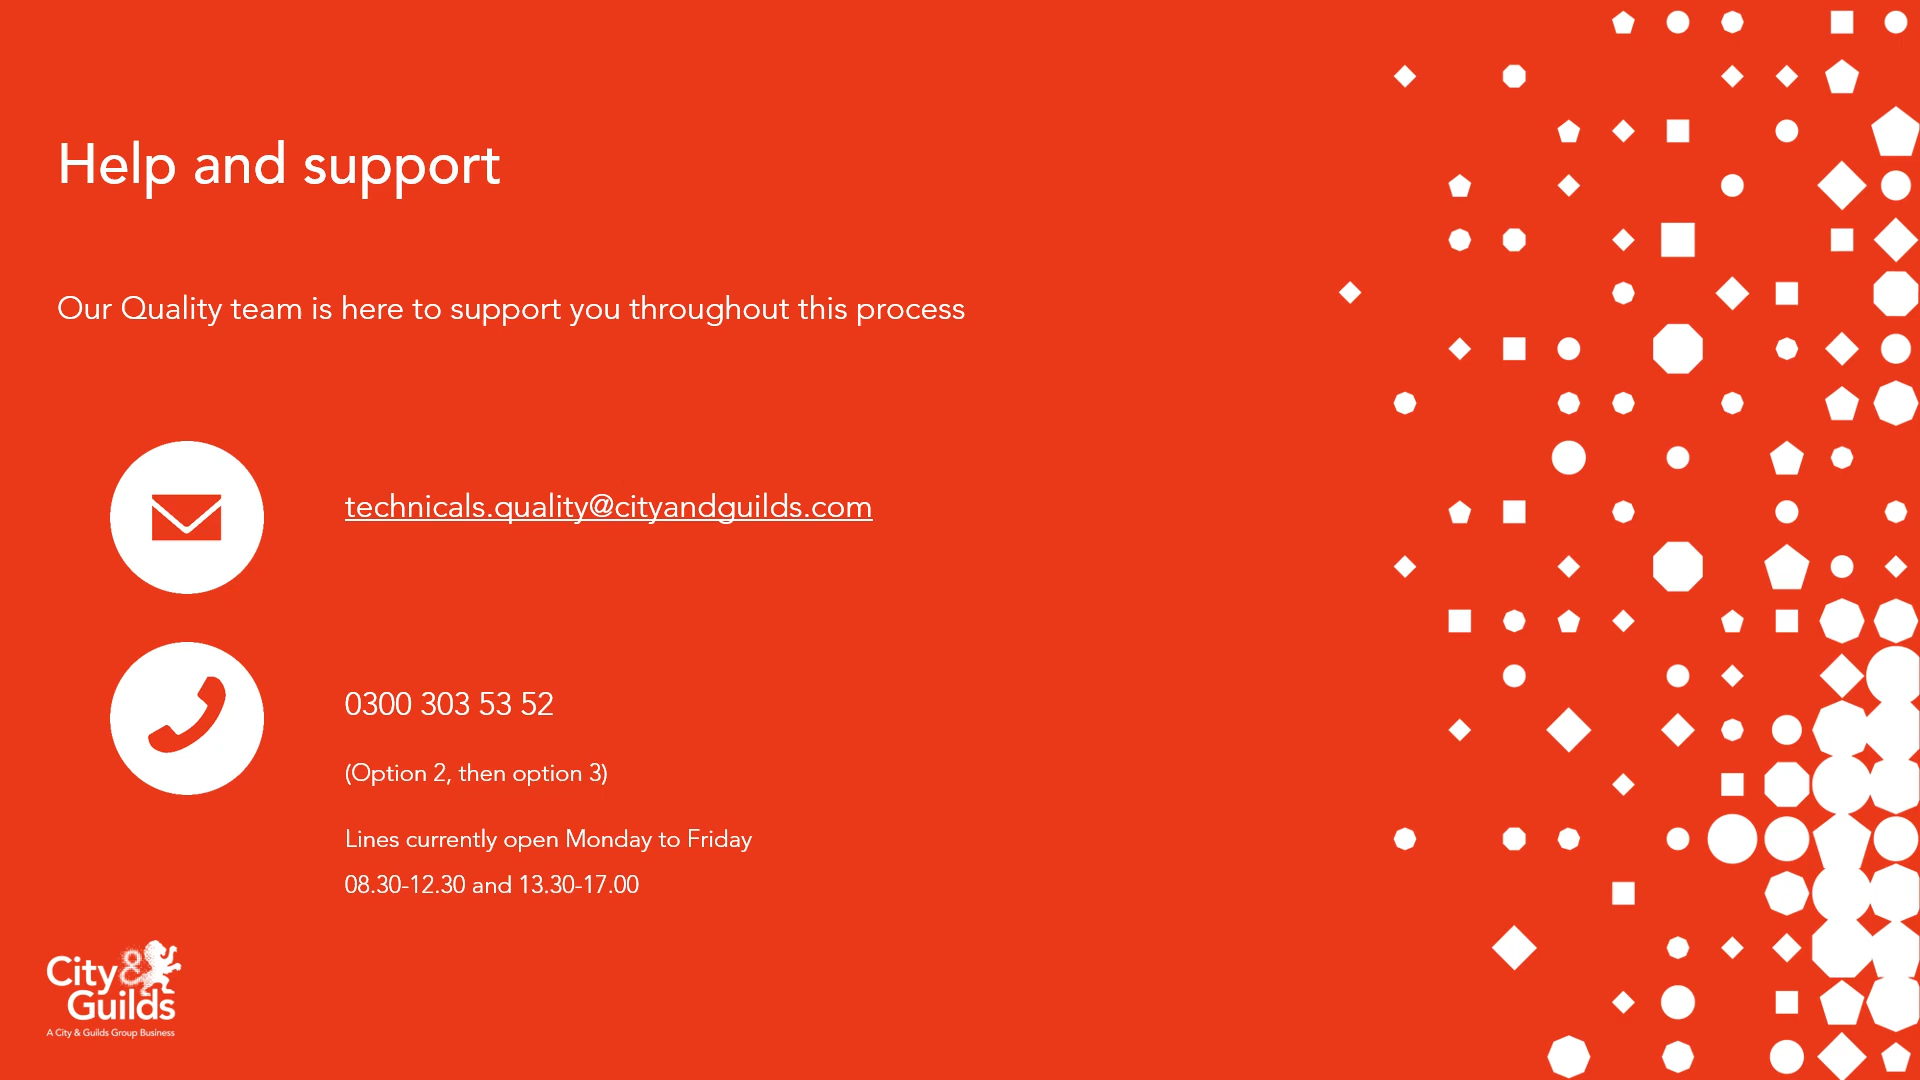 Help and support
Our Quality team is here to support you throughout this process
technicals.quality@cityandguilds.com
0300 303 53 52
(Option 2, then option 3)
Lines currently open Monday to Friday
08.30-12.30 and 13.30-17.00
City &
Guilds
A City & Guilds Group Business